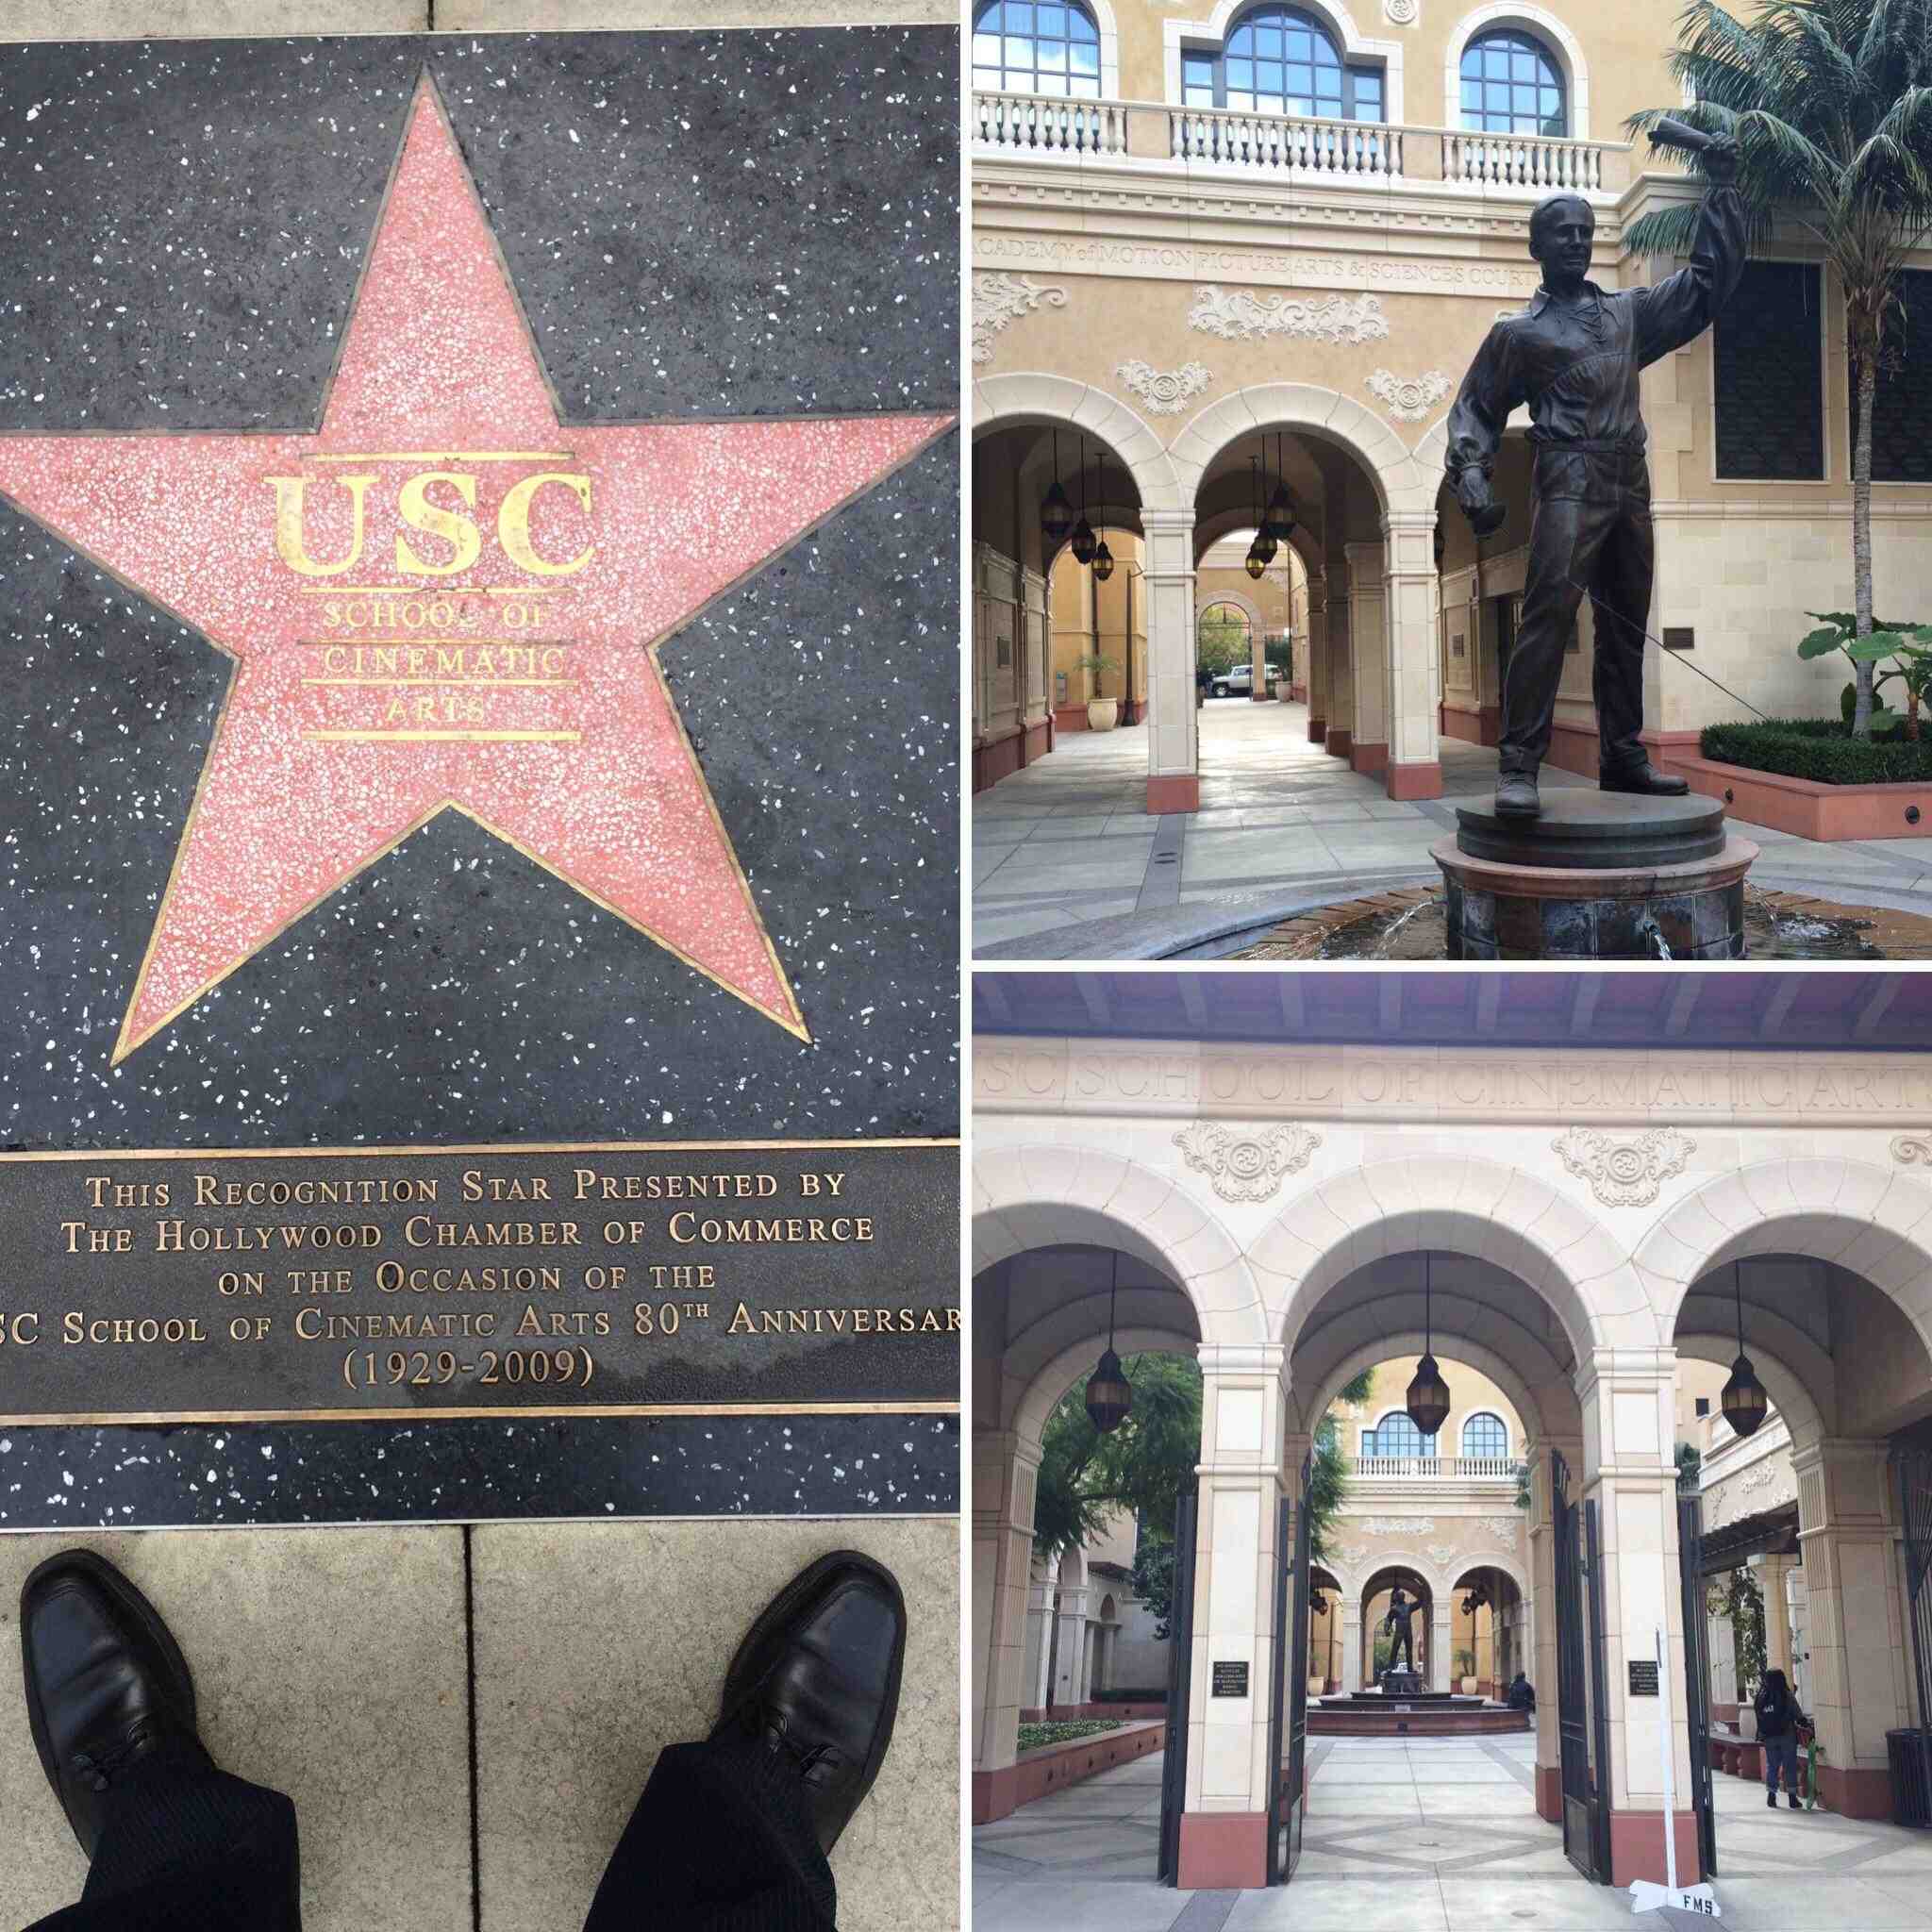 USC
SCHOOL OF
CINEMATIC
ARTS
THIS RECOGNITION STAR PRESENTED BY
THE HOLLYWOOD CHAMBER OF COMMERCE
ON THE OCCASION OF THE
SC SCHOOL OF CINEMATIC ARTS 80TH ANNIVERSAR
(1929-2009)
ACADEMY of MOTION PICTURE ARTS & SCIENCES COURT
SC SCHOOL OF CINEMATIC ART
FMS